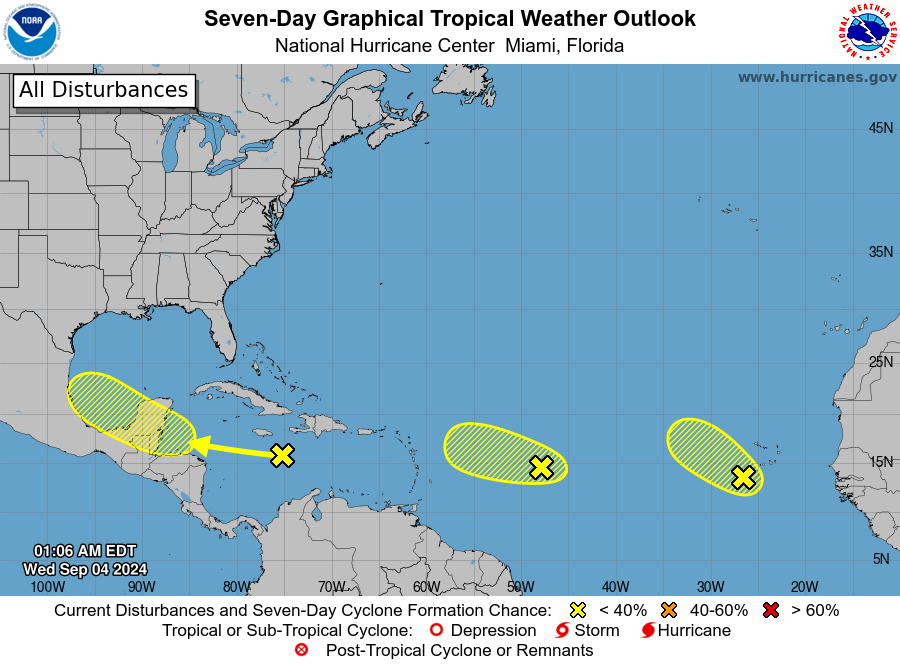 Seven-Day Graphical Tropical Weather Outlook
National Hurricane Center Miami, Florida
NOAA
NATIONAL WEATHER SERVICE
All Disturbances
www.hurricanes.gov
45N
35N
25N
15N
5N
01:06 AM EDT
Wed Sep 04 2024
100W 90W 80W 70W 60W 50W 40W 30W 20W
Current Disturbances and Seven-Day Cyclone Formation Chance: < 40% 40-60% > 60%
Tropical or Sub-Tropical Cyclone: Depression Storm Hurricane
Post-Tropical Cyclone or Remnants